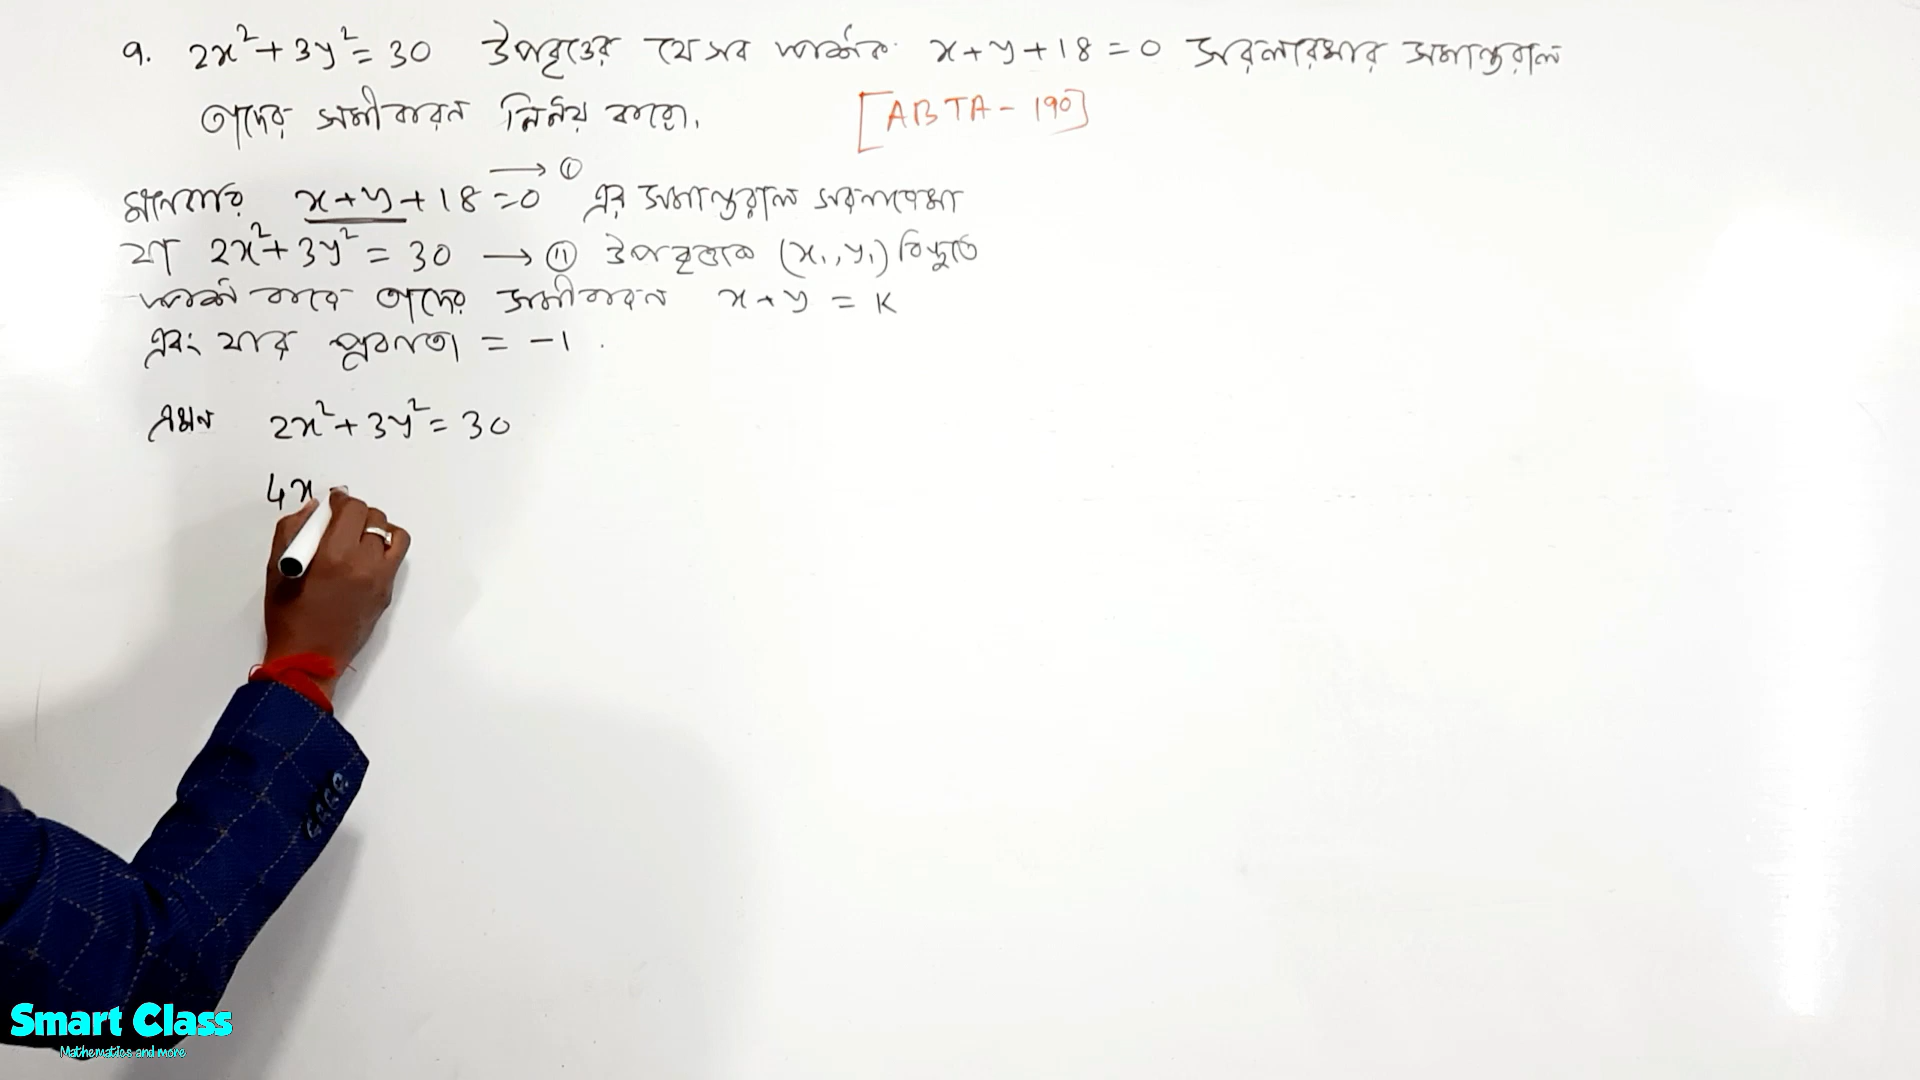 ৭. 2x²+3y²=30 উপবৃত্তের যে সব স্পর্শক x+y+18=0 সরলরেখার সমান্তরাল
তাদের সমীকরণ নির্ণয় করো।
[ABTA - '90]
মনেকরি x+y+18=0 → ① এর সমান্তরাল সরলরেখা
যা 2x²+3y²=30 → ⑪ উপবৃত্তকে (x₁,y₁) বিন্দুতে
স্পর্শ করে তাদের সমীকরণ x+y=K
এবং যার প্রবণতা = -1.
এখন 2x²+3y²=30
4x
Smart Class
Mathematics and more